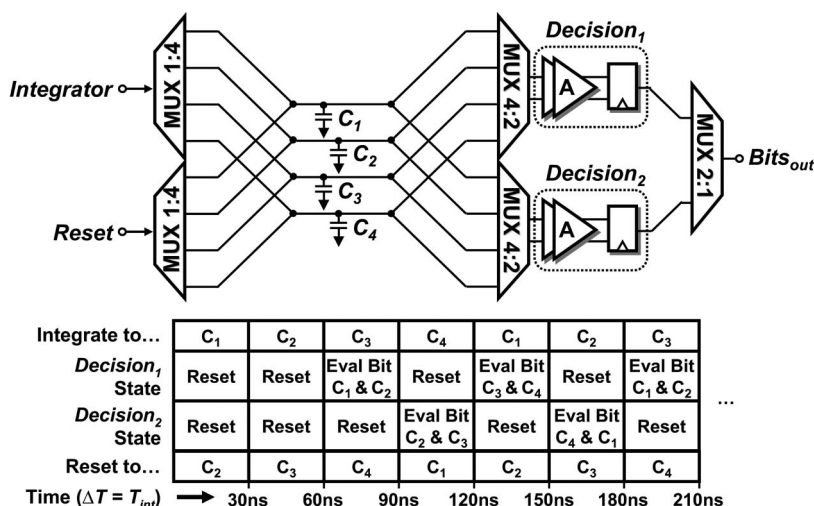 Decision₁
Integrator
MUX 1:4
MUX 4:2
A
C₁
C₂
C₃
C₄
MUX 2:1
Bits_out
Decision₂
Reset
MUX 1:4
MUX 4:2
A
Integrate to... C₁ C₂ C₃ C₄ C₁ C₂ C₃
Decision₁ State Reset Reset Eval Bit C₁ & C₂ Reset Eval Bit C₃ & C₄ Reset Eval Bit C₁ & C₂
Decision₂ State Reset Reset Reset Eval Bit C₂ & C₃ Reset Eval Bit C₄ & C₁ Reset
...
Reset to... C₂ C₃ C₄ C₁ C₂ C₃ C₄
Time (ΔT = T_int) 30ns 60ns 90ns 120ns 150ns 180ns 210ns